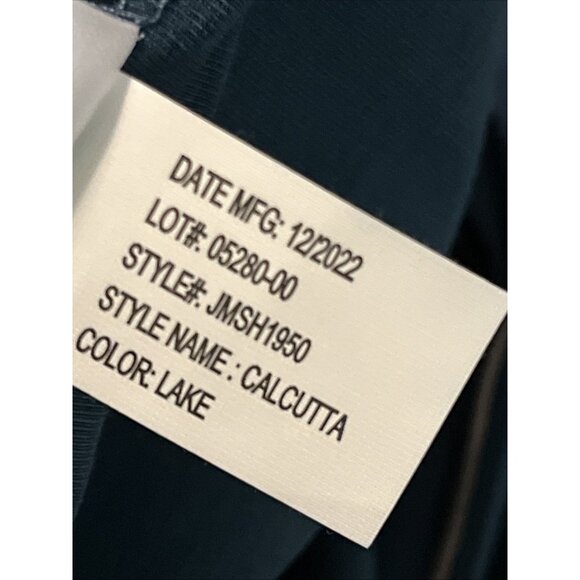 DATE MFG: 12/2022
LOT#: 05280-00
STYLE#: JMSH1950
STYLE NAME : CALCUTTA
COLOR: LAKE